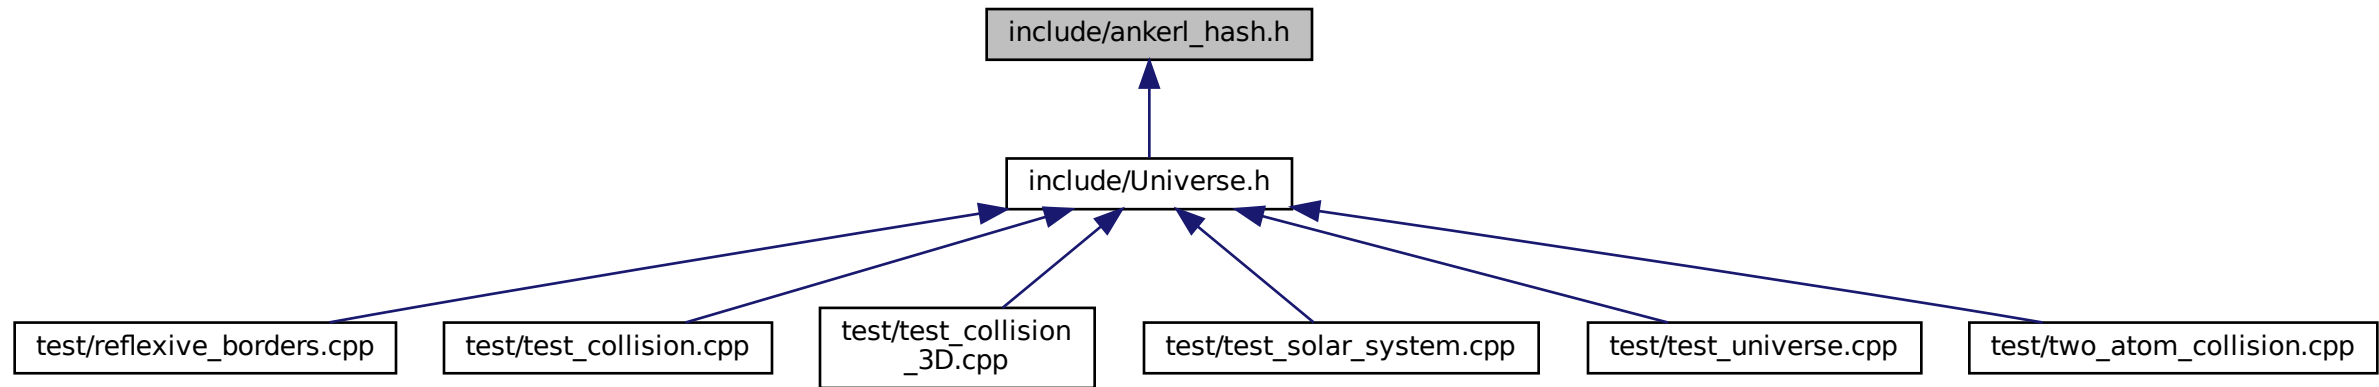 include/ankerl_hash.h
include/Universe.h
test/reflexive_borders.cpp
test/test_collision.cpp
test/test_collision
_3D.cpp
test/test_solar_system.cpp
test/test_universe.cpp
test/two_atom_collision.cpp